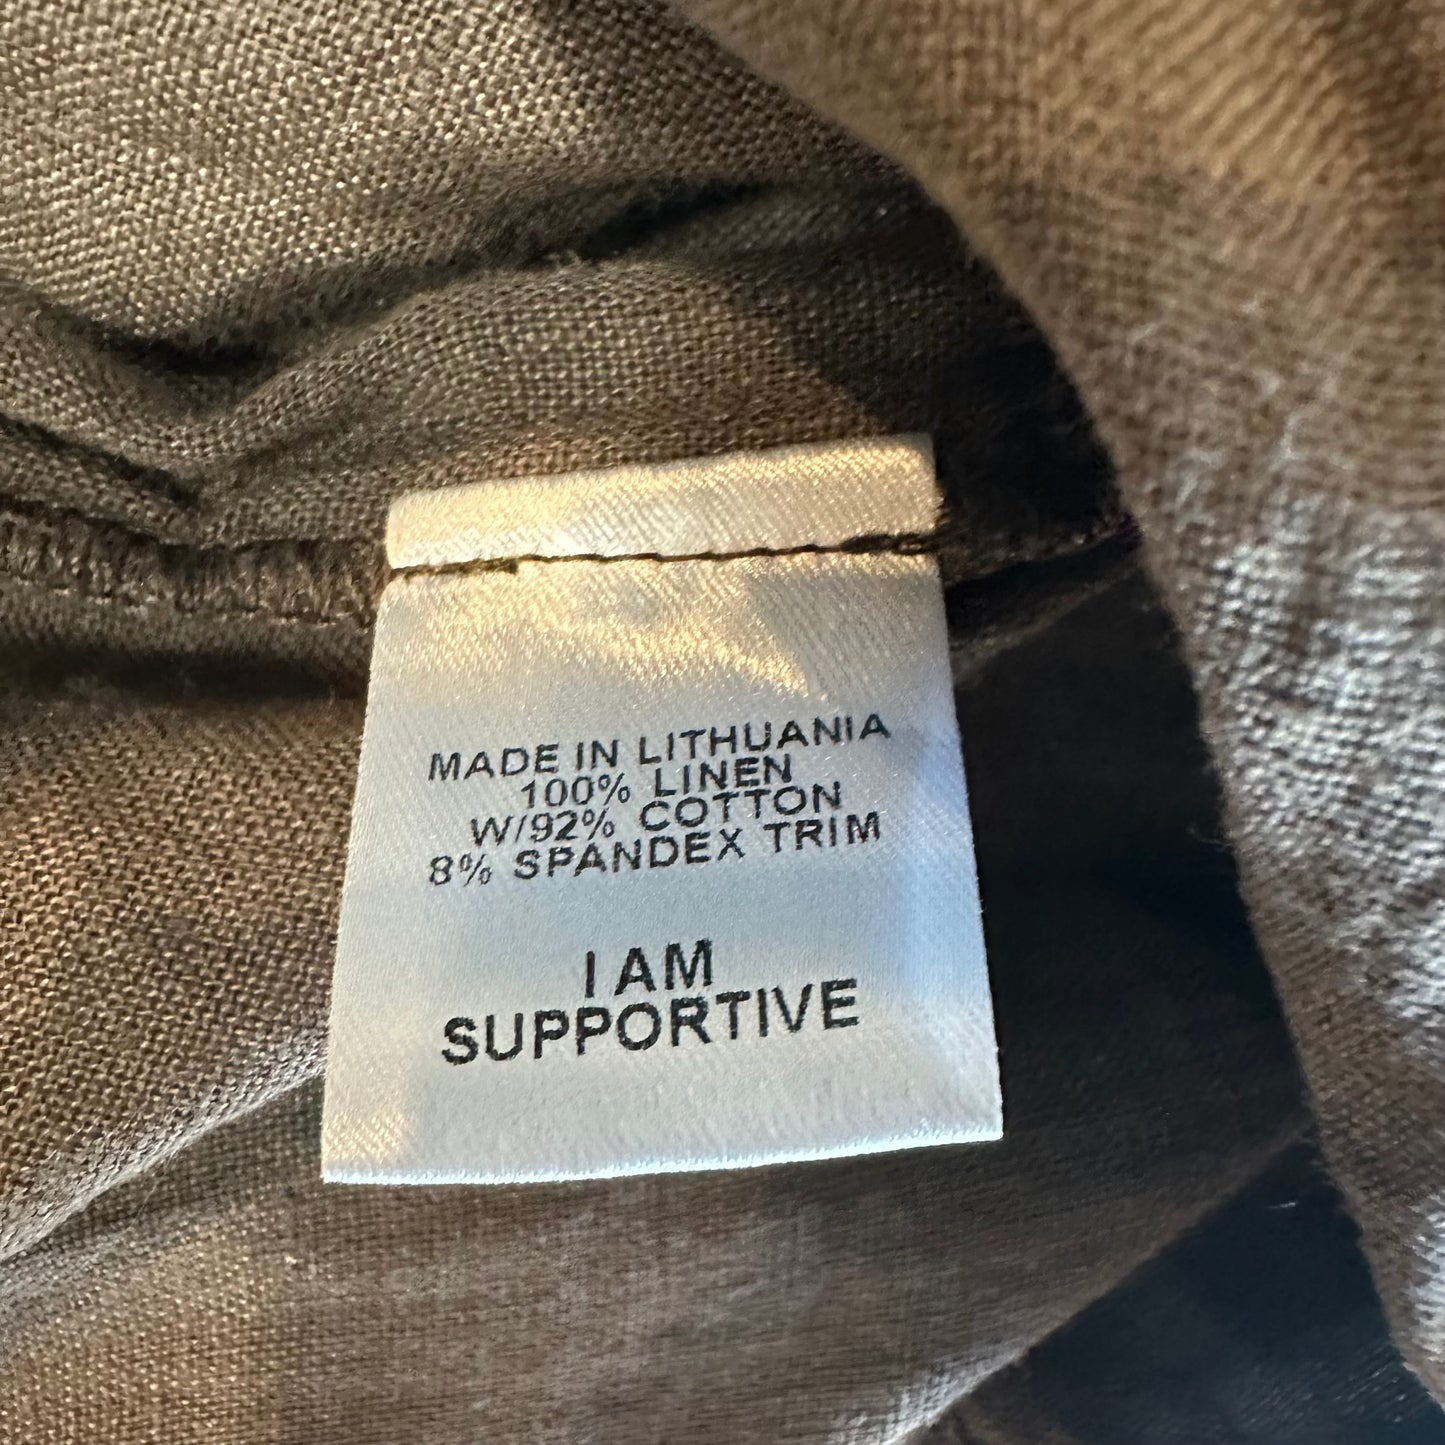 MADE IN LITHUANIA
100% LINEN
W/92% COTTON
8% SPANDEX TRIM
I AM
SUPPORTIVE